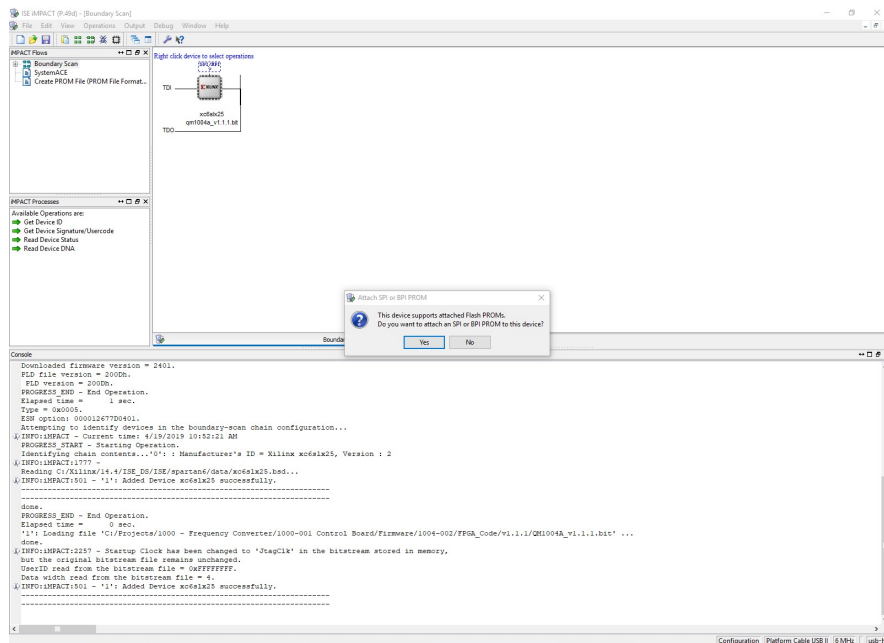 ISE iMPACT (P.49d) - [Boundary Scan]
File Edit View Operations Output Debug Window Help
iMPACT Flows
Boundary Scan
SystemACE
Create PROM File (PROM File Format...
Right click device to select operations
SPI/BPI
?
TDI
XILINX
xc6slx25
qm1004a_v1.1.1.bit
TDO
iMPACT Processes
Available Operations are:
Get Device ID
Get Device Signature/Usercode
Read Device Status
Read Device DNA
Attach SPI or BPI PROM
This device supports attached Flash PROMs.
Do you want to attach an SPI or BPI PROM to this device?
Yes No
Boundar
Console
Downloaded firmware version = 2401.
PLD file version = 200Dh.
PLD version = 200Dh.
PROGRESS_END - End Operation.
Elapsed time = 1 sec.
Type = 0x0005.
ESN option: 000012677D0401.
Attempting to identify devices in the boundary-scan chain configuration...
INFO:iMPACT - Current time: 4/19/2019 10:52:21 AM
PROGRESS_START - Starting Operation.
Identifying chain contents...'0': : Manufacturer's ID = Xilinx xc6slx25, Version : 2
INFO:iMPACT:1777 -
Reading C:/Xilinx/14.4/ISE_DS/ISE/spartan6/data/xc6slx25.bsd...
INFO:iMPACT:501 - '1': Added Device xc6slx25 successfully.
----------------------------------------------------------------------
----------------------------------------------------------------------
done.
PROGRESS_END - End Operation.
Elapsed time = 0 sec.
'1': Loading file 'C:/Projects/1000 - Frequency Converter/1000-001 Control Board/Firmware/1004-002/FPGA_Code/v1.1.1/QM1004A_v1.1.1.bit' ...
done.
INFO:iMPACT:2257 - Startup Clock has been changed to 'JtagClk' in the bitstream stored in memory,
but the original bitstream file remains unchanged.
UserID read from the bitstream file = 0xFFFFFFFF.
Data width read from the bitstream file = 4.
INFO:iMPACT:501 - '1': Added Device xc6slx25 successfully.
----------------------------------------------------------------------
----------------------------------------------------------------------
Configuration Platform Cable USB II 6 MHz usb-h